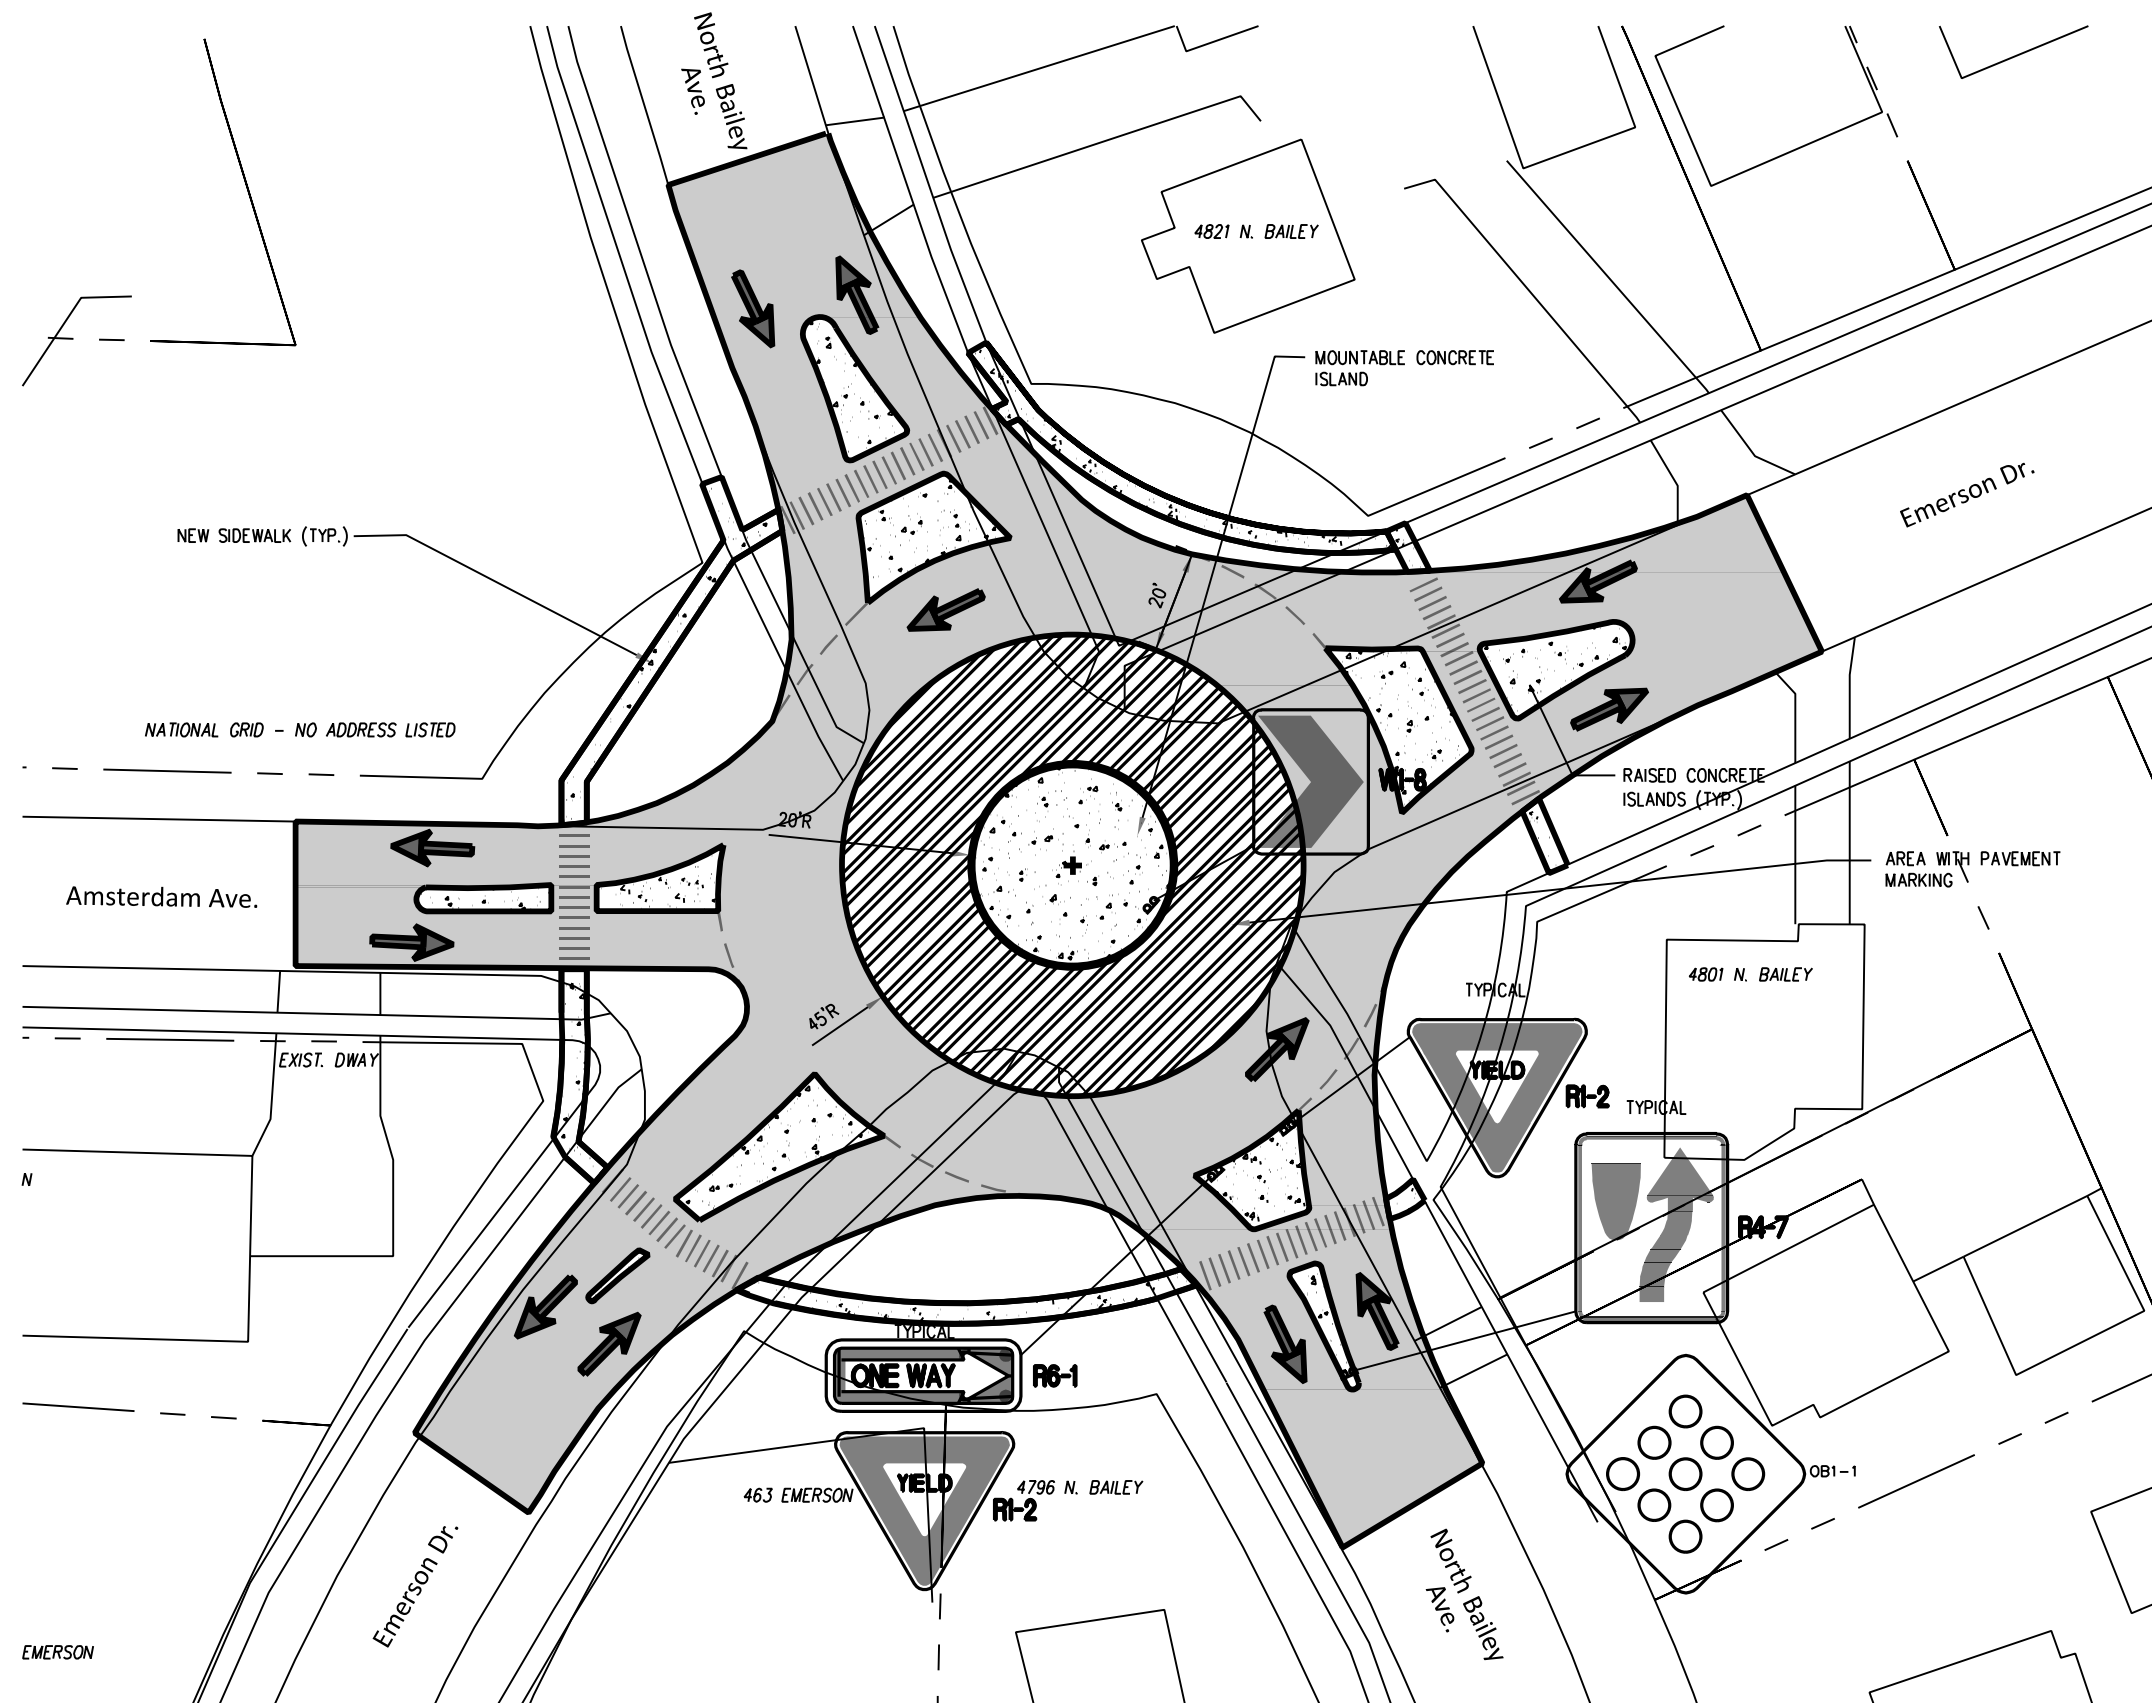 North Bailey
Ave.
4821 N. BAILEY
MOUNTABLE CONCRETE
ISLAND
Emerson Dr.
NEW SIDEWALK (TYP.)
20'
NATIONAL GRID - NO ADDRESS LISTED
W1-8
RAISED CONCRETE
ISLANDS (TYP.)
20'R
AREA WITH PAVEMENT
MARKING
Amsterdam Ave.
4801 N. BAILEY
TYPICAL
45'R
EXIST. DWAY
YIELD
R1-2
TYPICAL
N
R4-7
TYPICAL
ONE WAY
R6-1
OB1-1
YIELD
463 EMERSON
4796 N. BAILEY
R1-2
Emerson Dr.
North Bailey
Ave.
EMERSON